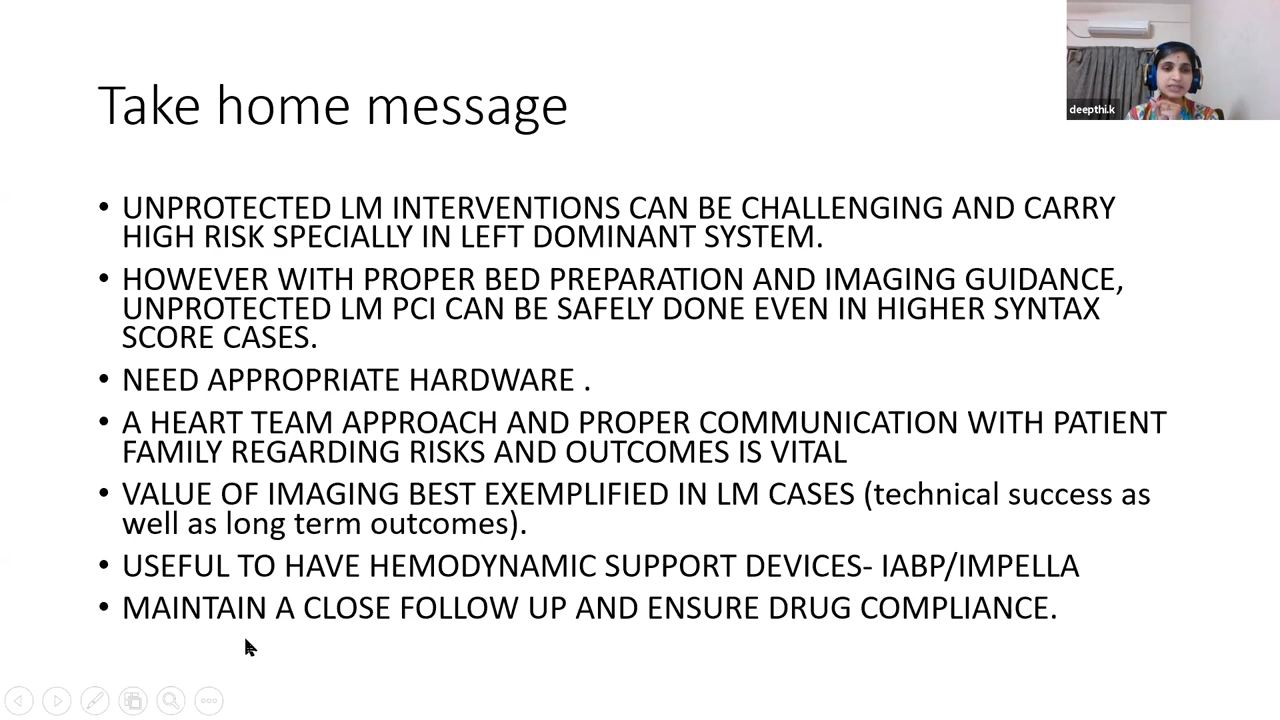 Take home message
deepthi.k
• UNPROTECTED LM INTERVENTIONS CAN BE CHALLENGING AND CARRY
HIGH RISK SPECIALLY IN LEFT DOMINANT SYSTEM.
• HOWEVER WITH PROPER BED PREPARATION AND IMAGING GUIDANCE,
UNPROTECTED LM PCI CAN BE SAFELY DONE EVEN IN HIGHER SYNTAX
SCORE CASES.
• NEED APPROPRIATE HARDWARE .
• A HEART TEAM APPROACH AND PROPER COMMUNICATION WITH PATIENT
FAMILY REGARDING RISKS AND OUTCOMES IS VITAL
• VALUE OF IMAGING BEST EXEMPLIFIED IN LM CASES (technical success as
well as long term outcomes).
• USEFUL TO HAVE HEMODYNAMIC SUPPORT DEVICES- IABP/IMPELLA
• MAINTAIN A CLOSE FOLLOW UP AND ENSURE DRUG COMPLIANCE.